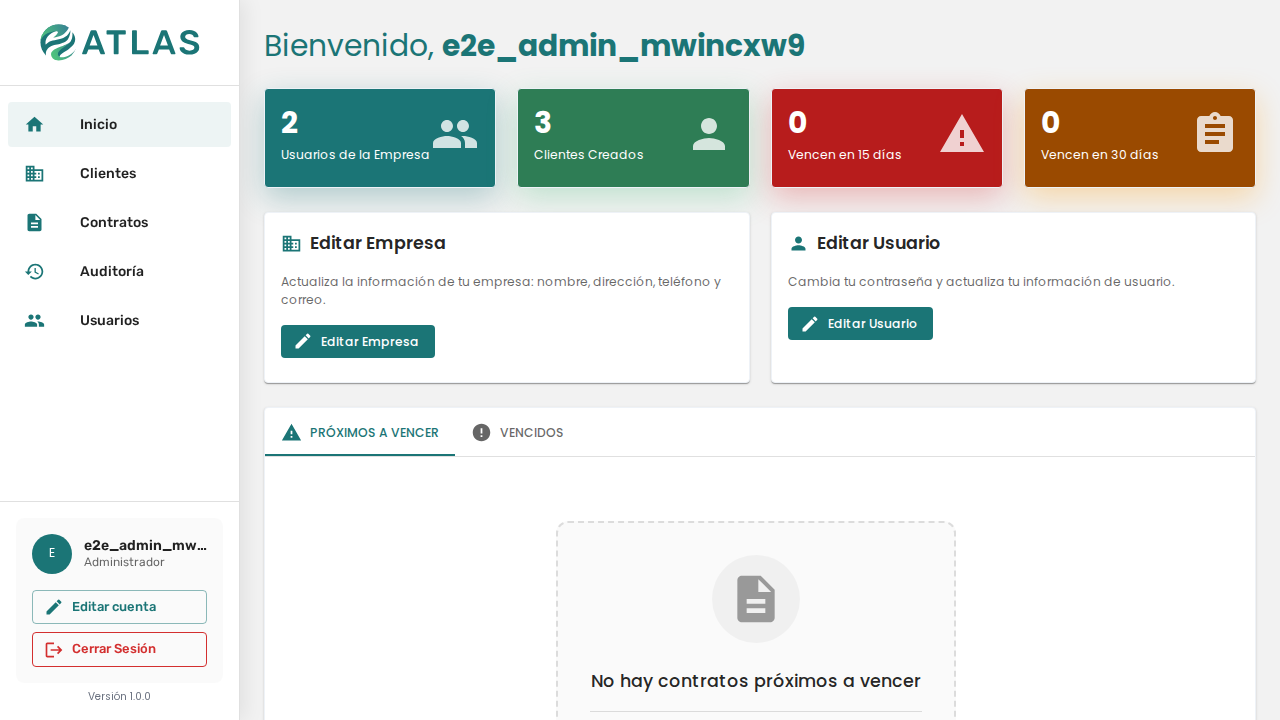 ATLAS
Inicio
Clientes
Contratos
Auditoría
Usuarios
E
e2e_admin_mw...
Administrador
Editar cuenta
Cerrar Sesión
Versión 1.0.0
Bienvenido, e2e_admin_mwincxw9
2
Usuarios de la Empresa
3
Clientes Creados
0
Vencen en 15 días
0
Vencen en 30 días
Editar Empresa
Actualiza la información de tu empresa: nombre, dirección, teléfono y
correo.
Editar Empresa
Editar Usuario
Cambia tu contraseña y actualiza tu información de usuario.
Editar Usuario
PRÓXIMOS A VENCER
VENCIDOS
No hay contratos próximos a vencer